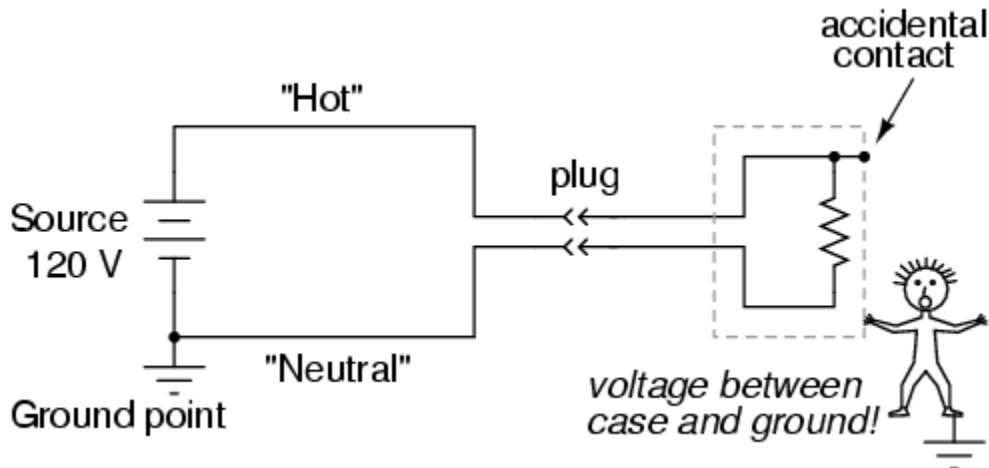 accidental
contact
"Hot"
plug
Source
120 V
"Neutral"
Ground point
voltage between
case and ground!